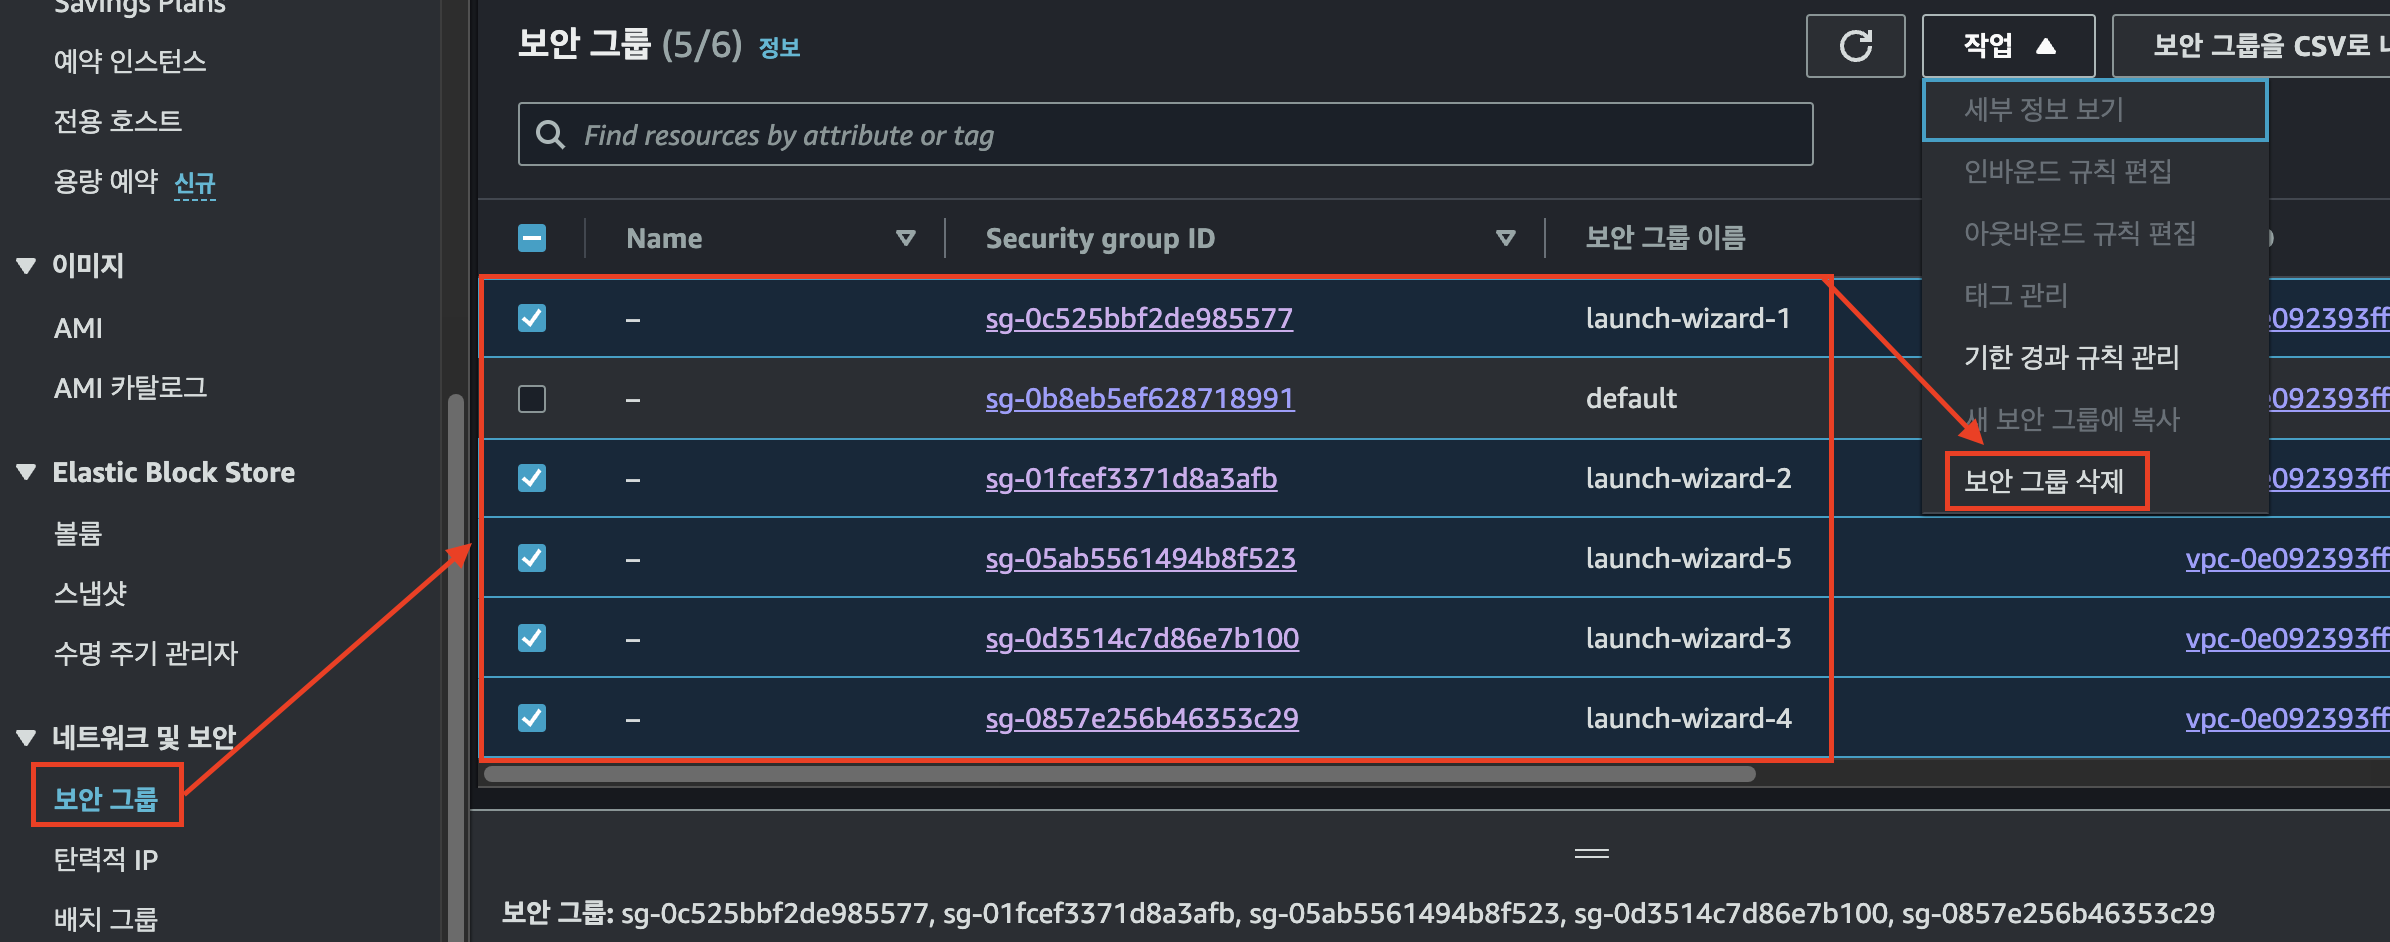 Savings Plans
예약 인스턴스
전용 호스트
용량 예약 신규
이미지
AMI
AMI 카탈로그
Elastic Block Store
볼륨
스냅샷
수명 주기 관리자
네트워크 및 보안
보안 그룹
탄력적 IP
배치 그룹
보안 그룹 (5/6) 정보
작업
보안 그룹을 CSV로
Find resources by attribute or tag
세부 정보 보기
인바운드 규칙 편집
아웃바운드 규칙 편집
태그 관리
기한 경과 규칙 관리
새 보안 그룹에 복사
보안 그룹 삭제
Name Security group ID 보안 그룹 이름
– sg-0c525bbf2de985577 launch-wizard-1 e092393ff
– sg-0b8eb5ef628718991 default e092393ff
– sg-01fcef3371d8a3afb launch-wizard-2 e092393ff
– sg-05ab5561494b8f523 launch-wizard-5 vpc-0e092393ff
– sg-0d3514c7d86e7b100 launch-wizard-3 vpc-0e092393ff
– sg-0857e256b46353c29 launch-wizard-4 vpc-0e092393ff
보안 그룹: sg-0c525bbf2de985577, sg-01fcef3371d8a3afb, sg-05ab5561494b8f523, sg-0d3514c7d86e7b100, sg-0857e256b46353c29